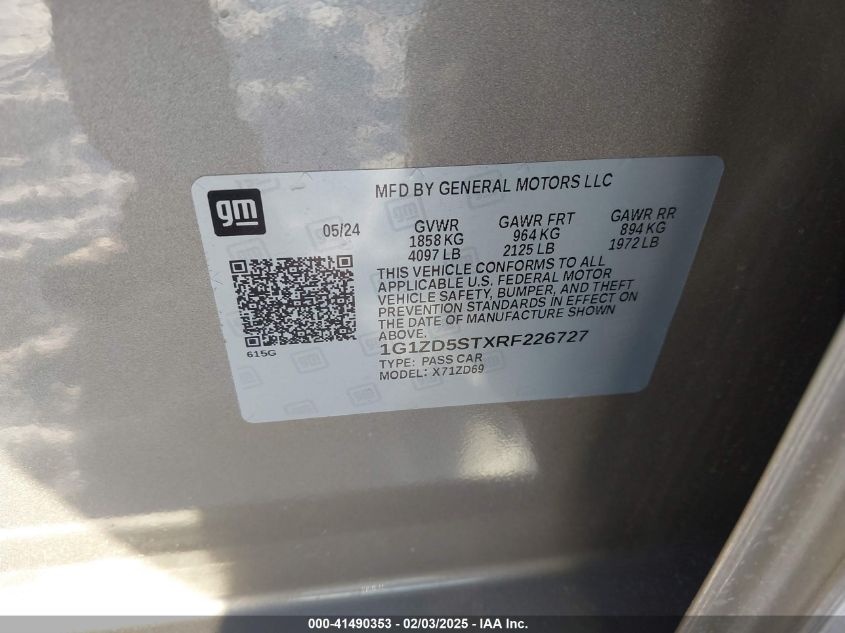 MFD BY GENERAL MOTORS LLC
gm
05/24
GVWR GAWR FRT GAWR RR
1858 KG 964 KG 894 KG
4097 LB 2125 LB 1972 LB
THIS VEHICLE CONFORMS TO ALL
APPLICABLE U.S. FEDERAL MOTOR
VEHICLE SAFETY, BUMPER, AND THEFT
PREVENTION STANDARDS IN EFFECT ON
THE DATE OF MANUFACTURE SHOWN
ABOVE.
615G
1G1ZD5STXRF226727
TYPE: PASS CAR
MODEL: X71ZD69
000-41490353 - 02/03/2025 - IAA Inc.